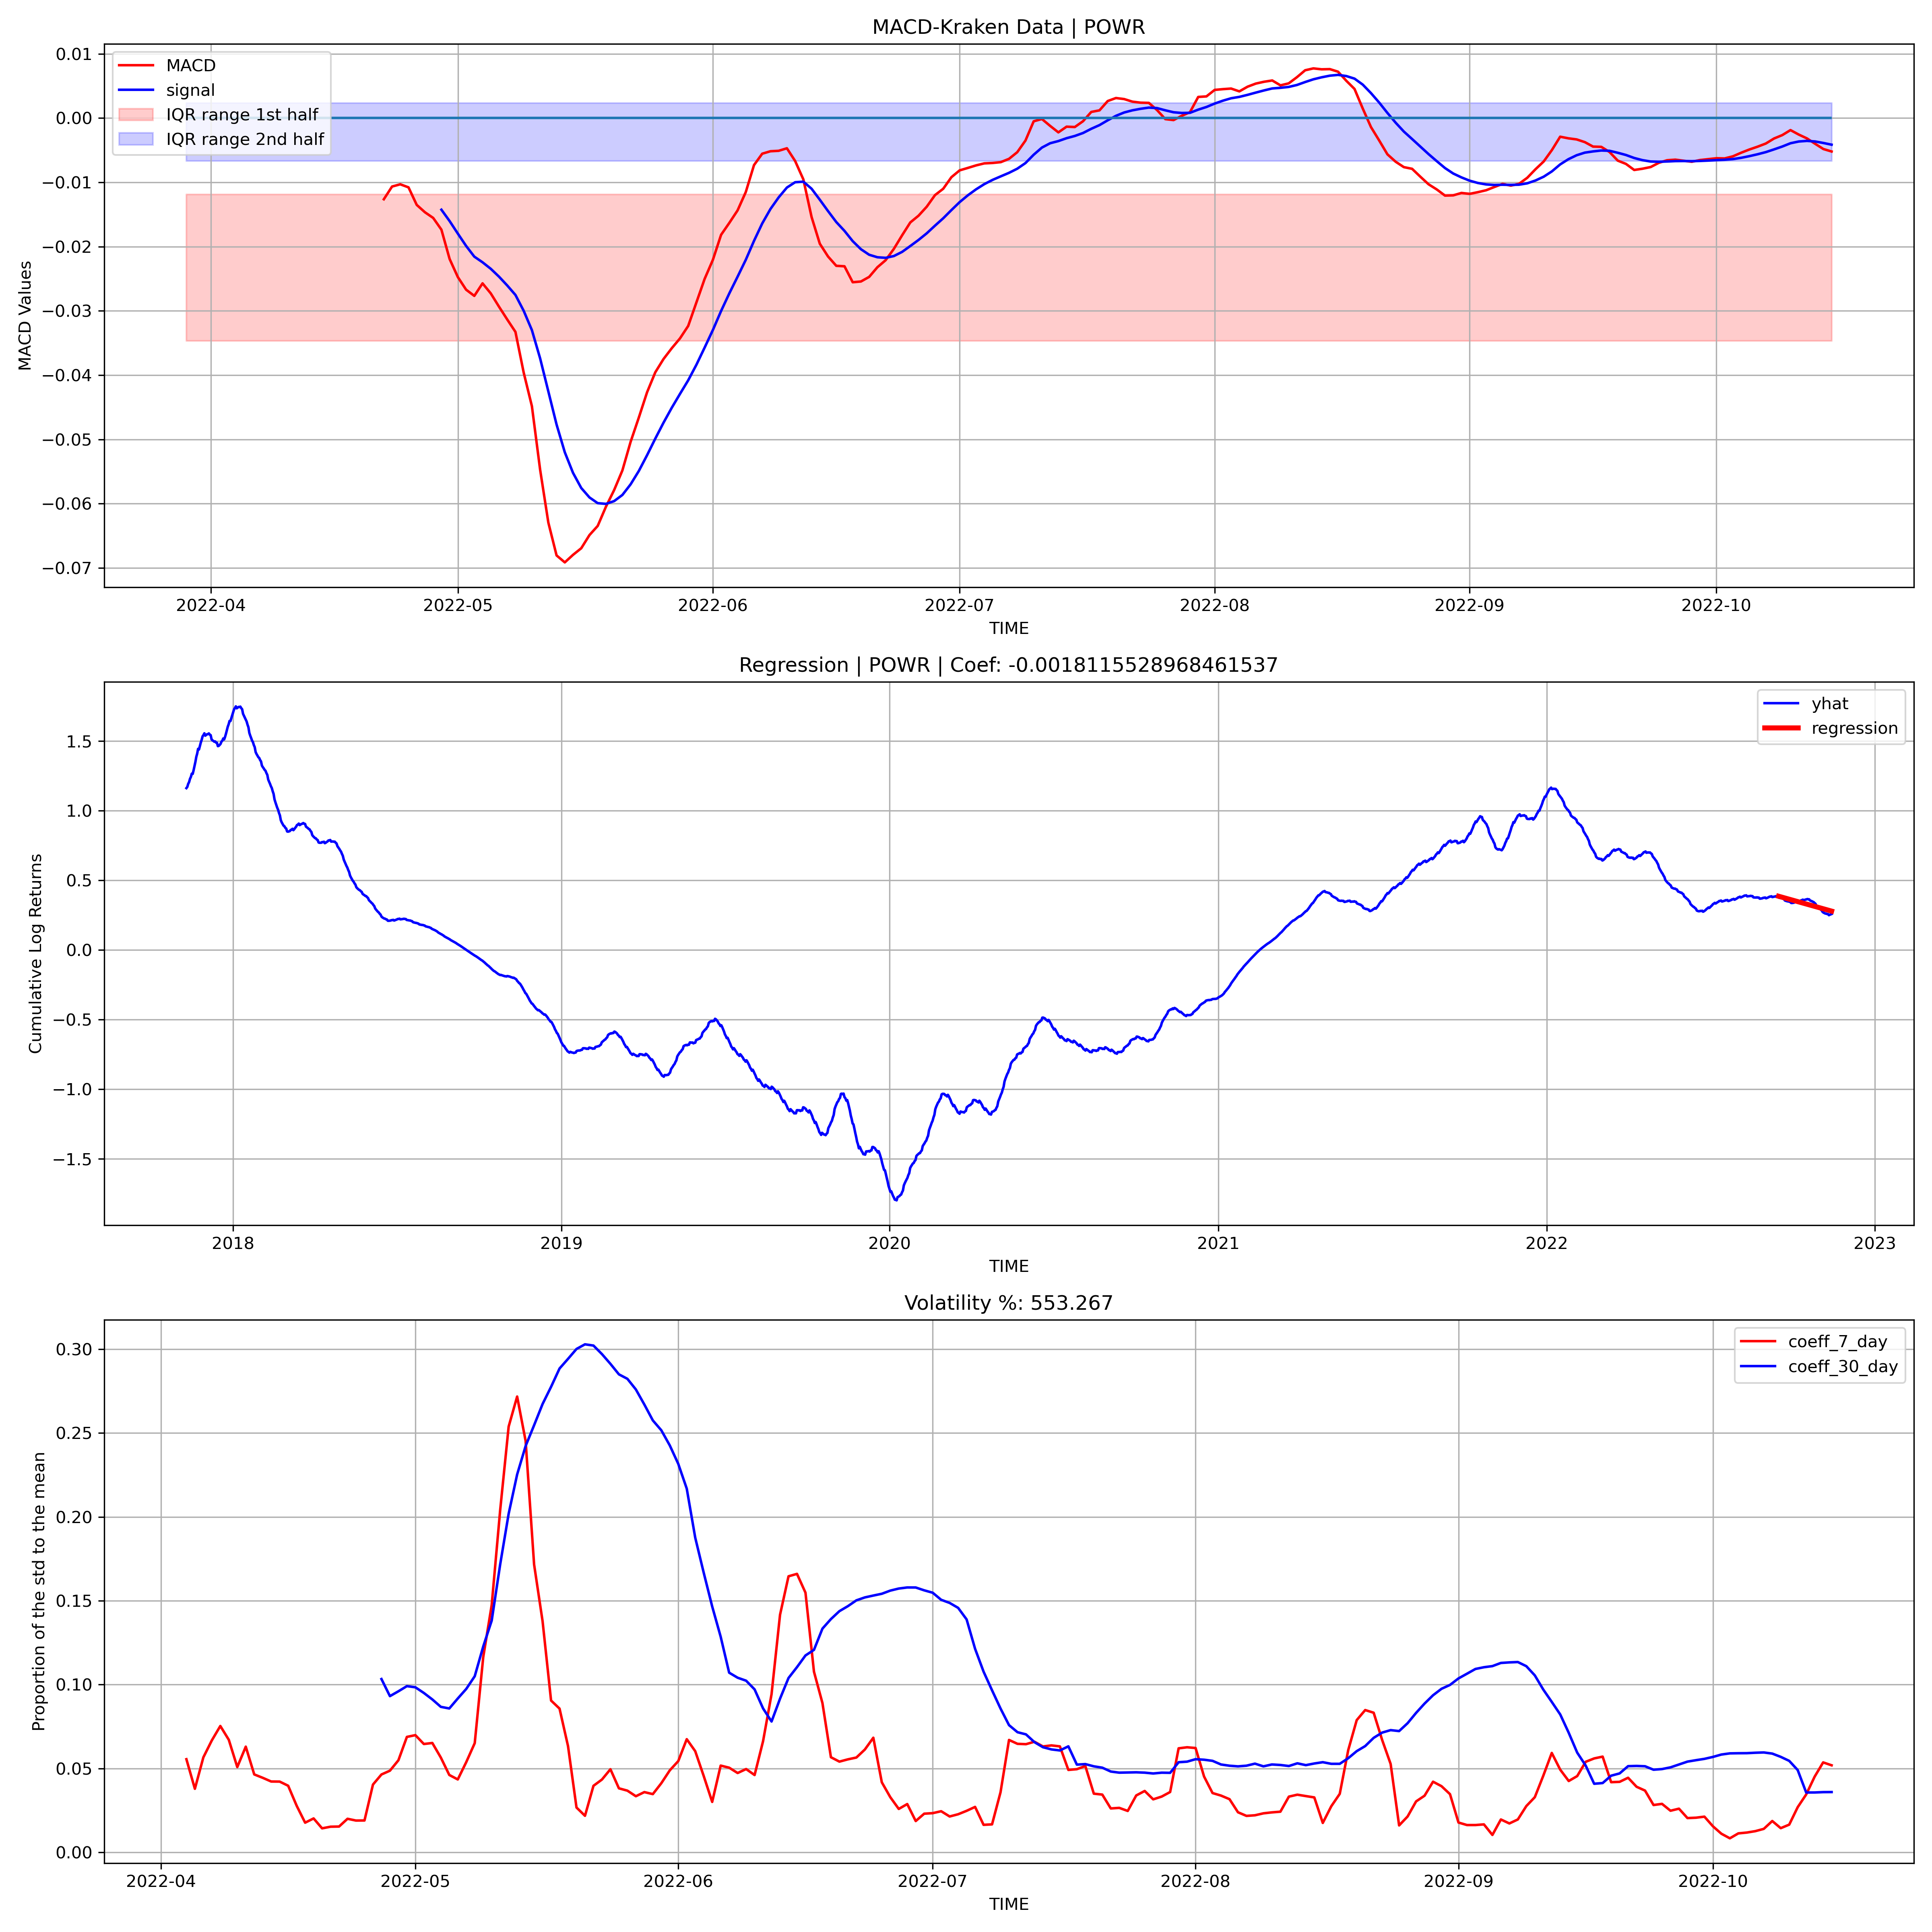 MACD-Kraken Data | POWR
MACD
signal
IQR range 1st half
IQR range 2nd half
MACD Values
0.01
0.00
−0.01
−0.02
−0.03
−0.04
−0.05
−0.06
−0.07
2022-04 2022-05 2022-06 2022-07 2022-08 2022-09 2022-10
TIME
Regression | POWR | Coef: -0.0018115528968461537
yhat
regression
Cumulative Log Returns
1.5
1.0
0.5
0.0
−0.5
−1.0
−1.5
2018 2019 2020 2021 2022 2023
TIME
Volatility %: 553.267
coeff_7_day
coeff_30_day
Proportion of the std to the mean
0.30
0.25
0.20
0.15
0.10
0.05
0.00
2022-04 2022-05 2022-06 2022-07 2022-08 2022-09 2022-10
TIME